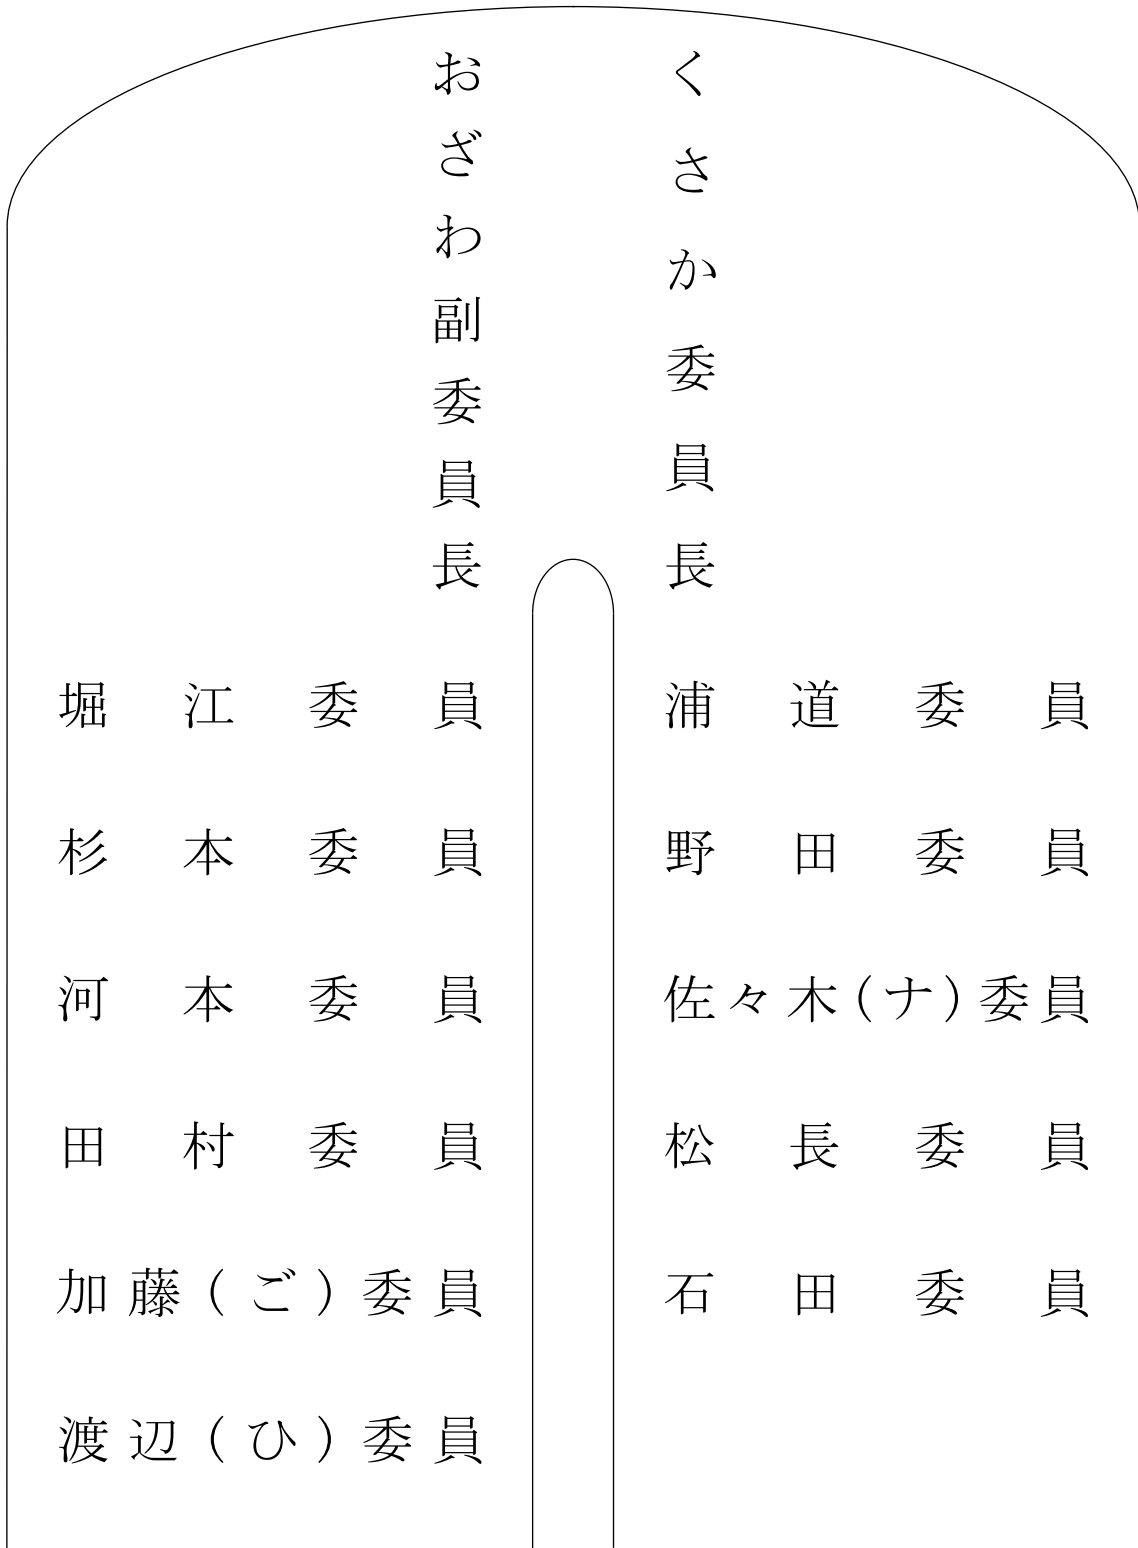 くさか委員長
おざわ副委員長
堀江委員
浦道委員
杉本委員
野田委員
河本委員
佐々木(ナ)委員
田村委員
松長委員
加藤(ご)委員
石田委員
渡辺(ひ)委員